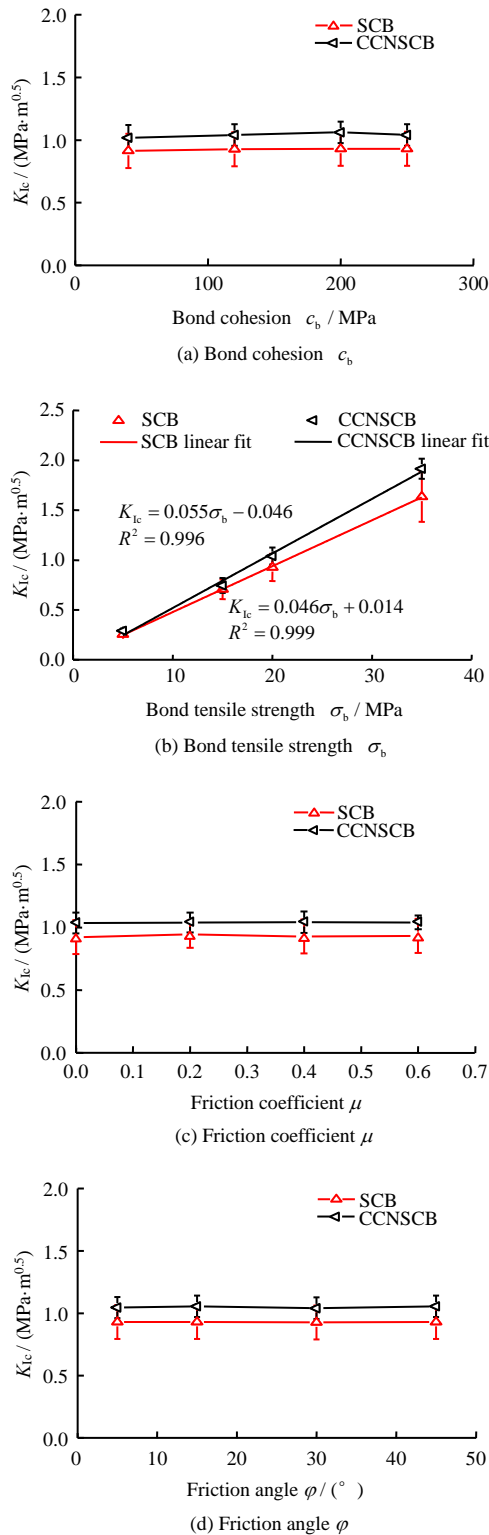 SCB
CCNSCB
2.0
1.5
1.0
0.5
0.0
K_Ic / (MPa·m^0.5)
0 100 200 300
Bond cohesion c_b / MPa
(a) Bond cohesion c_b
SCB CCNSCB
SCB linear fit CCNSCB linear fit
2.5
2.0
1.5
1.0
0.5
0.0
K_Ic / (MPa·m^0.5)
K_Ic = 0.055σ_b − 0.046
R² = 0.996
K_Ic = 0.046σ_b + 0.014
R² = 0.999
0 10 20 30 40
Bond tensile strength σ_b / MPa
(b) Bond tensile strength σ_b
SCB
CCNSCB
2.0
1.5
1.0
0.5
0.0
K_Ic / (MPa·m^0.5)
0.0 0.1 0.2 0.3 0.4 0.5 0.6 0.7
Friction coefficient μ
(c) Friction coefficient μ
SCB
CCNSCB
2.0
1.5
1.0
0.5
0.0
K_Ic / (MPa·m^0.5)
0 10 20 30 40 50
Friction angle φ / (°)
(d) Friction angle φ